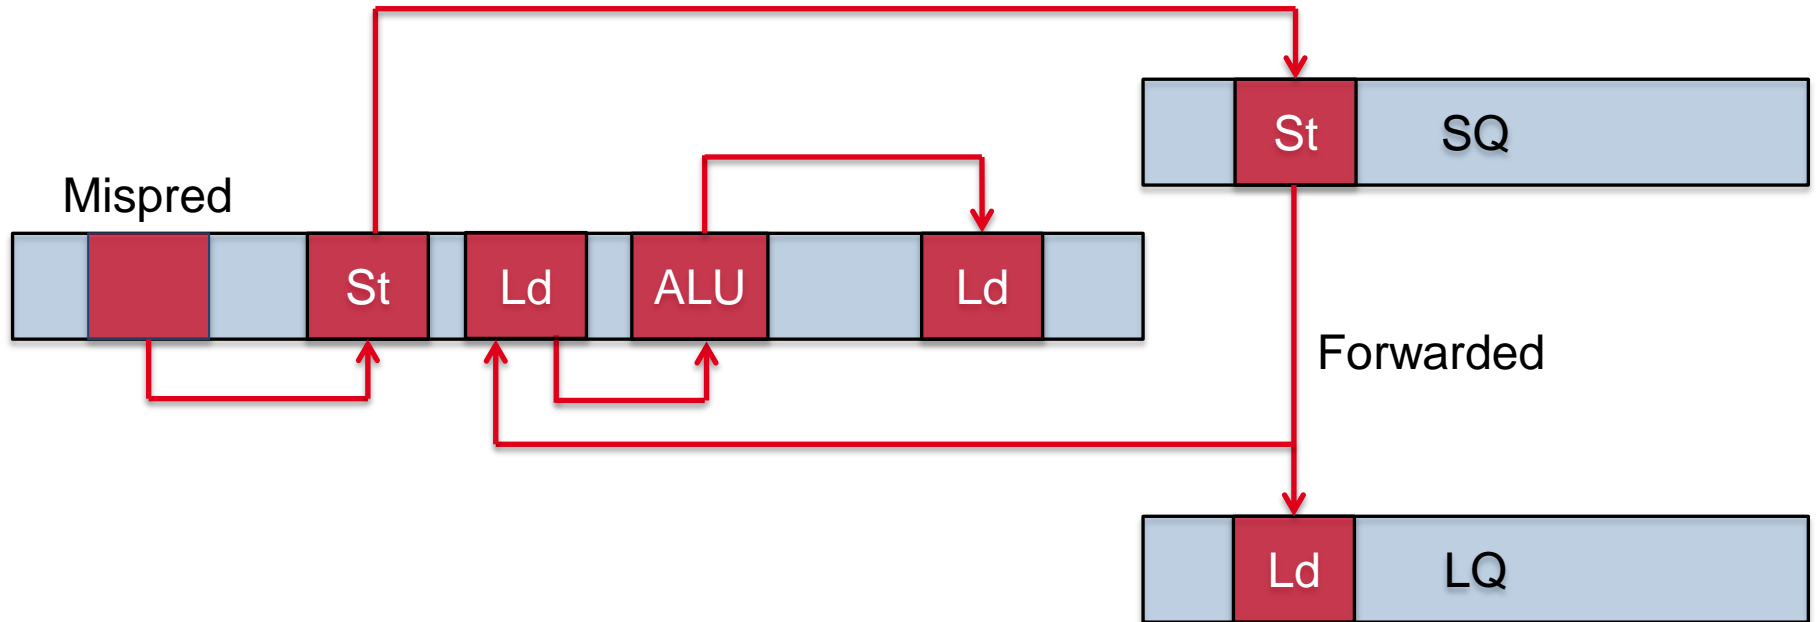 St SQ
Mispred
St Ld ALU Ld
Forwarded
Ld LQ